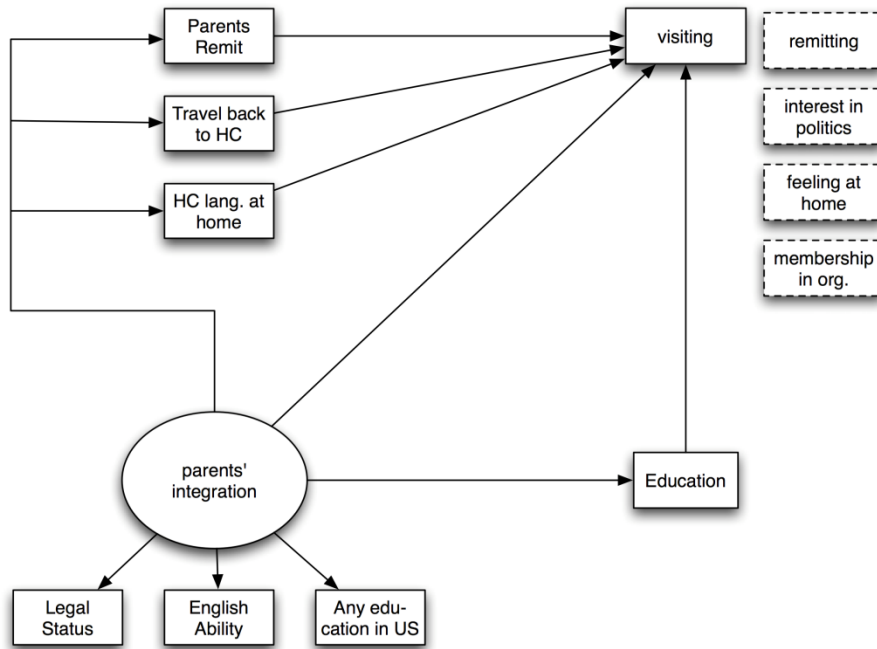 Parents
Remit
visiting
remitting
Travel back
to HC
interest in
politics
HC lang. at
home
feeling at
home
membership
in org.
parents'
integration
Education
Legal
Status
English
Ability
Any edu-
cation in US